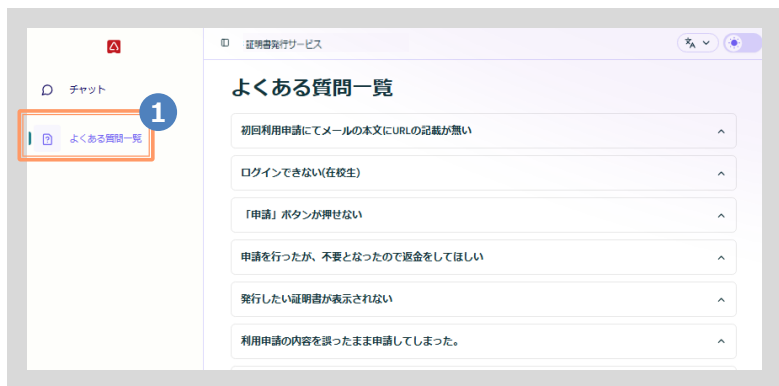 証明書発行サービス
チャット
1
よくある質問一覧
よくある質問一覧
初回利用申請にてメールの本文にURLの記載が無い
ログインできない(在校生)
「申請」ボタンが押せない
申請を行ったが、不要となったので返金をしてほしい
発行したい証明書が表示されない
利用申請の内容を誤ったまま申請してしまった。